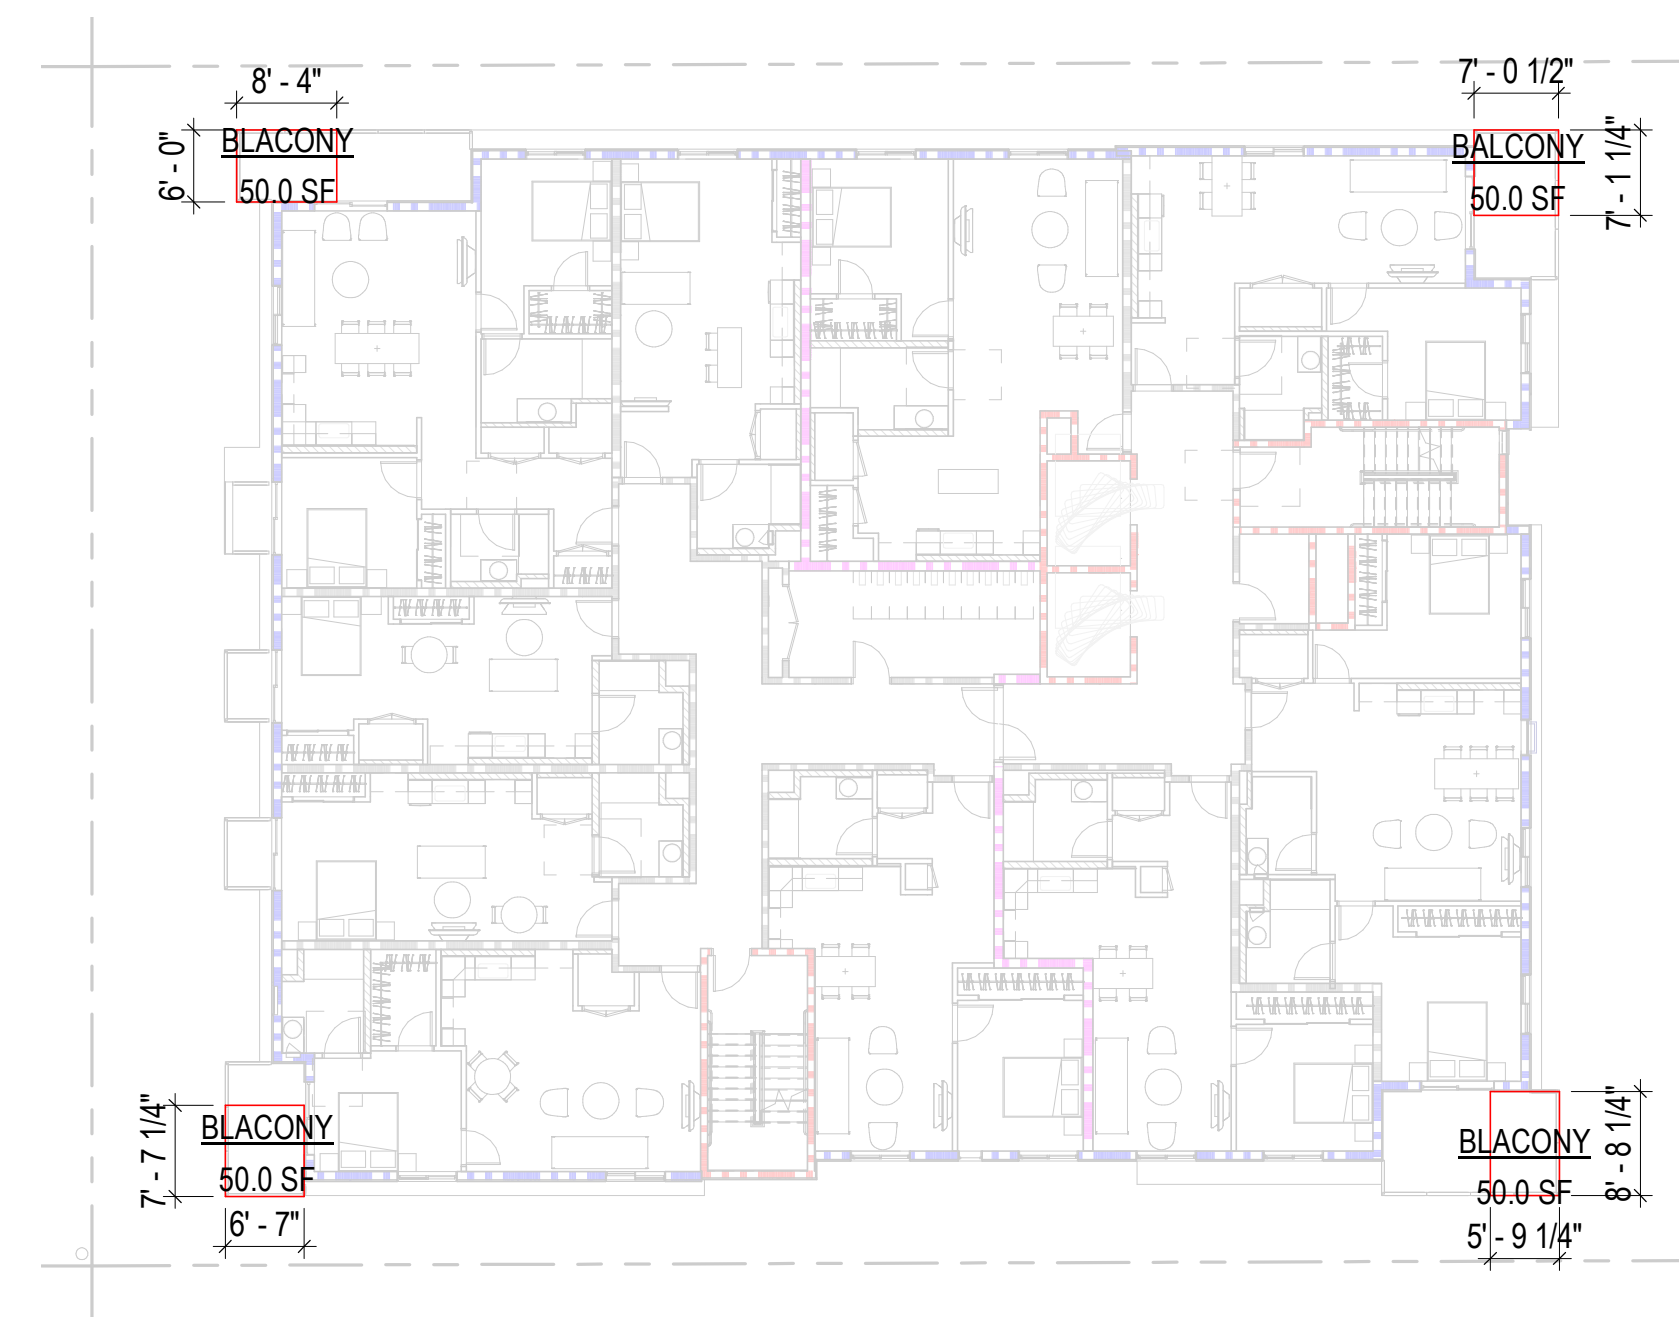 8' - 4"
6' - 0"
BLACONY
50.0 SF
7' - 0 1/2"
7' - 1 1/4"
BALCONY
50.0 SF
7' - 7 1/4"
BLACONY
50.0 SF
6' - 7"
BLACONY
50.0 SF
8' - 8 1/4"
5' - 9 1/4"